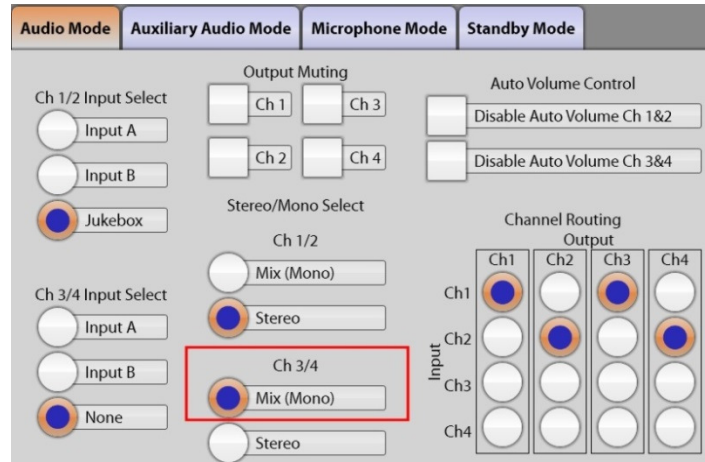 Audio Mode
Auxiliary Audio Mode
Microphone Mode
Standby Mode
Ch 1/2 Input Select
Input A
Input B
Jukebox
Ch 3/4 Input Select
Input A
Input B
None
Output Muting
Ch 1
Ch 3
Ch 2
Ch 4
Stereo/Mono Select
Ch 1/2
Mix (Mono)
Stereo
Ch 3/4
Mix (Mono)
Stereo
Auto Volume Control
Disable Auto Volume Ch 1&2
Disable Auto Volume Ch 3&4
Channel Routing
Output
Ch1 Ch2 Ch3 Ch4
Input
Ch1
Ch2
Ch3
Ch4